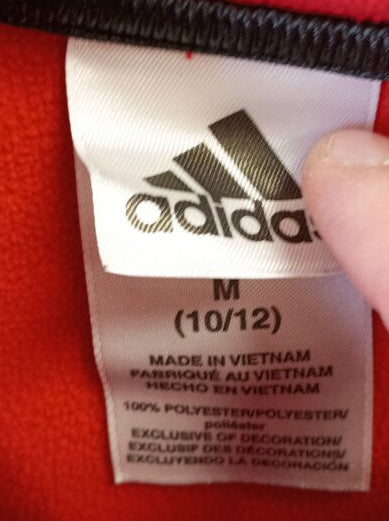 adidas
M
(10/12)
MADE IN VIETNAM
FABRIQUÉ AU VIETNAM
HECHO EN VIETNAM
100% POLYESTER/POLYESTER/
poliéster
EXCLUSIVE OF DECORATION/
EXCLUSIF DES DÉCORATIONS/
EXCLUYENDO LA DECORACIÓN